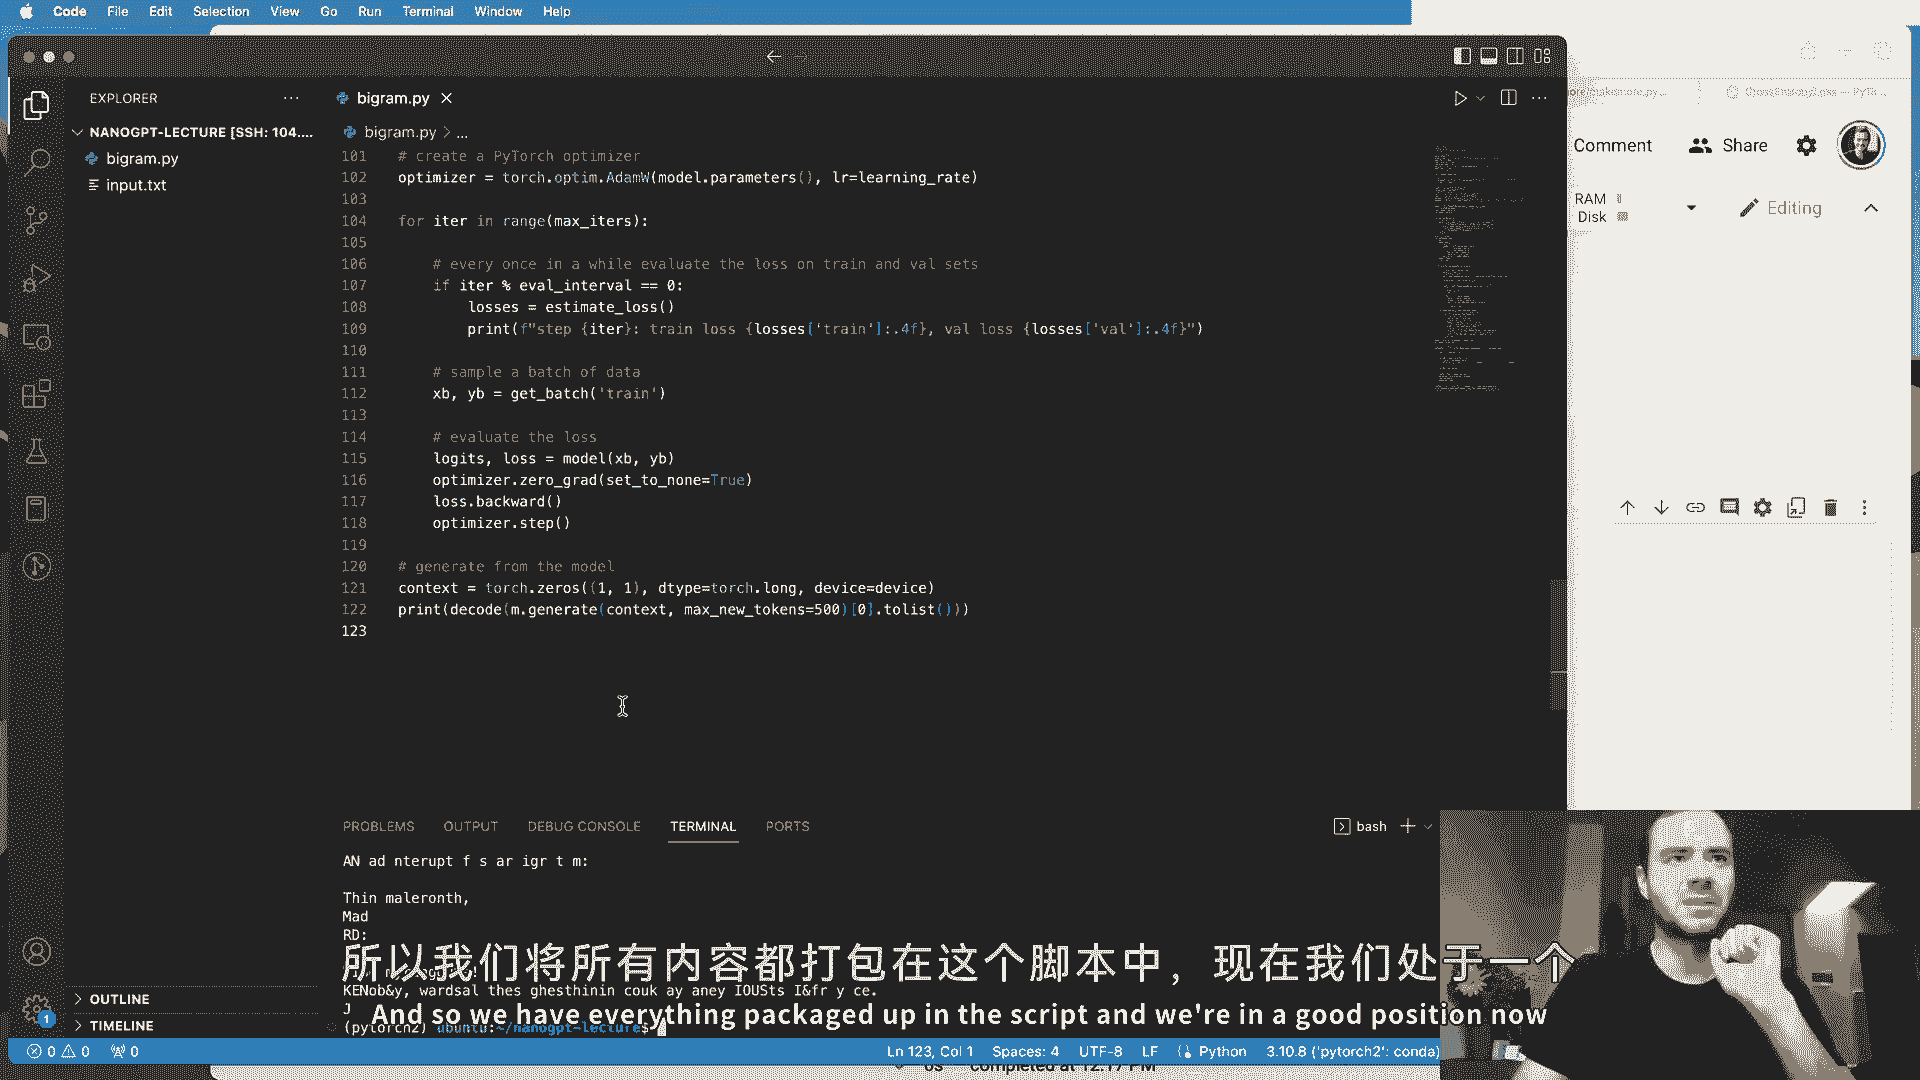 Code File Edit Selection View Go Run Terminal Window Help
EXPLORER
bigram.py
NANOGPT-LECTURE [SSH: 104....
bigram.py
input.txt
bigram.py > ...
101 # create a PyTorch optimizer
102 optimizer = torch.optim.AdamW(model.parameters(), lr=learning_rate)
103
104 for iter in range(max_iters):
105
106 # every once in a while evaluate the loss on train and val sets
107 if iter % eval_interval == 0:
108 losses = estimate_loss()
109 print(f"step {iter}: train loss {losses['train']:.4f}, val loss {losses['val']:.4f}")
110
111 # sample a batch of data
112 xb, yb = get_batch('train')
113
114 # evaluate the loss
115 logits, loss = model(xb, yb)
116 optimizer.zero_grad(set_to_none=True)
117 loss.backward()
118 optimizer.step()
119
120 # generate from the model
121 context = torch.zeros((1, 1), dtype=torch.long, device=device)
122 print(decode(m.generate(context, max_new_tokens=500)[0].tolist()))
123
Comment Share
RAM
Disk
Editing
PROBLEMS OUTPUT DEBUG CONSOLE TERMINAL PORTS
bash
AN ad nterupt f s ar igr t m:
Thin maleronth,
Mad
RD:
所以我们将所有内容都打包在这个脚本中，现在我们处于一个
KENob&y, wardsal thes ghesthinin couk ay aney IOUSts I&fr y ce.
J
And so we have everything packaged up in the script and we're in a good position now
(pytorch2) ubuntu:~/nanogpt-lecture$
OUTLINE
TIMELINE
1
0 0 0
Ln 123, Col 1 Spaces: 4 UTF-8 LF Python 3.10.8 ('pytorch2': conda)
completed at 12:17 PM